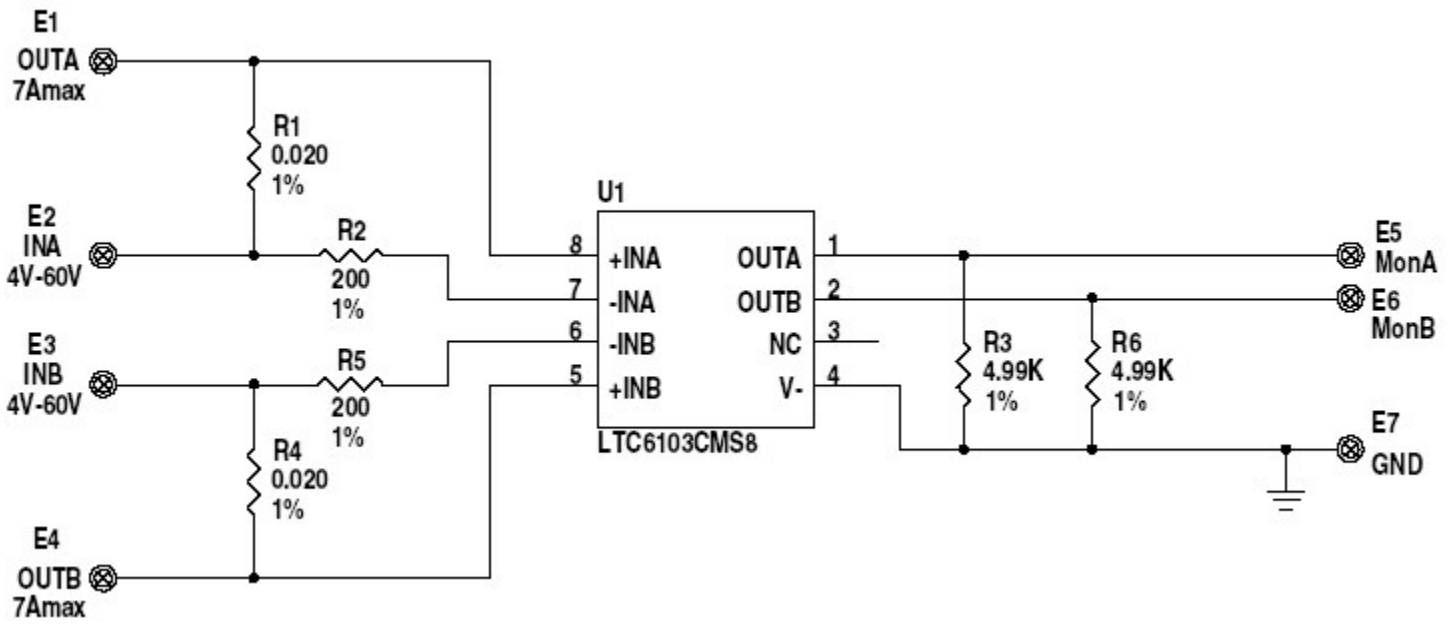 E1
OUTA
7Amax
R1
0.020
1%
E2
INA
4V-60V
R2
200
1%
E3
INB
4V-60V
R5
200
1%
R4
0.020
1%
E4
OUTB
7Amax
U1
8 +INA OUTA 1
7 -INA OUTB 2
6 -INB NC 3
5 +INB V- 4
LTC6103CMS8
R3
4.99K
1%
R6
4.99K
1%
E5
MonA
E6
MonB
E7
GND